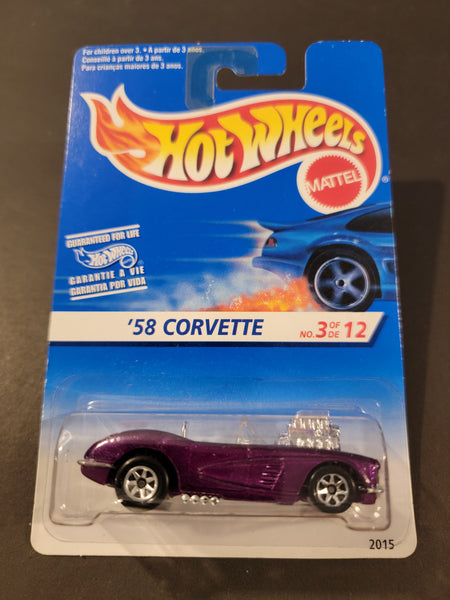 For children over 3. • A partir de 3 años.
Conseillé à partir de 3 ans.
Para crianças maiores de 3 anos.
HOT WHEELS
MATTEL
®
GUARANTEED FOR LIFE
Hot Wheels
GARANTIE A VIE
GARANTIA POR VIDA
'58 CORVETTE
NO. 3 OF DE 12
2015